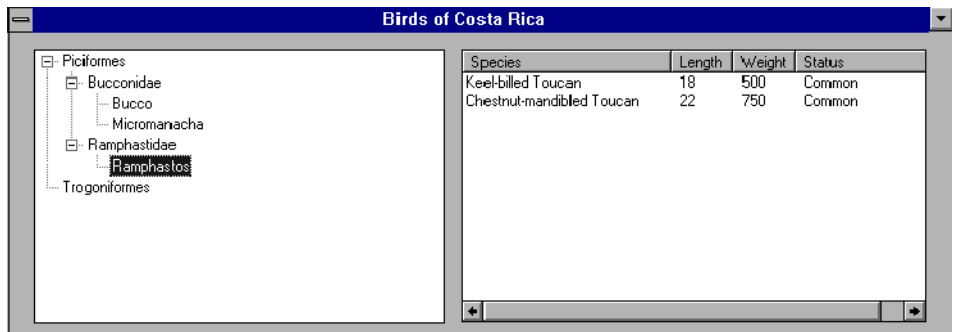 Birds of Costa Rica
Piciformes
Bucconidae
Bucco
Micromanacha
Ramphastidae
Ramphastos
Trogoniformes
Species Length Weight Status
Keel-billed Toucan 18 500 Common
Chestnut-mandibled Toucan 22 750 Common